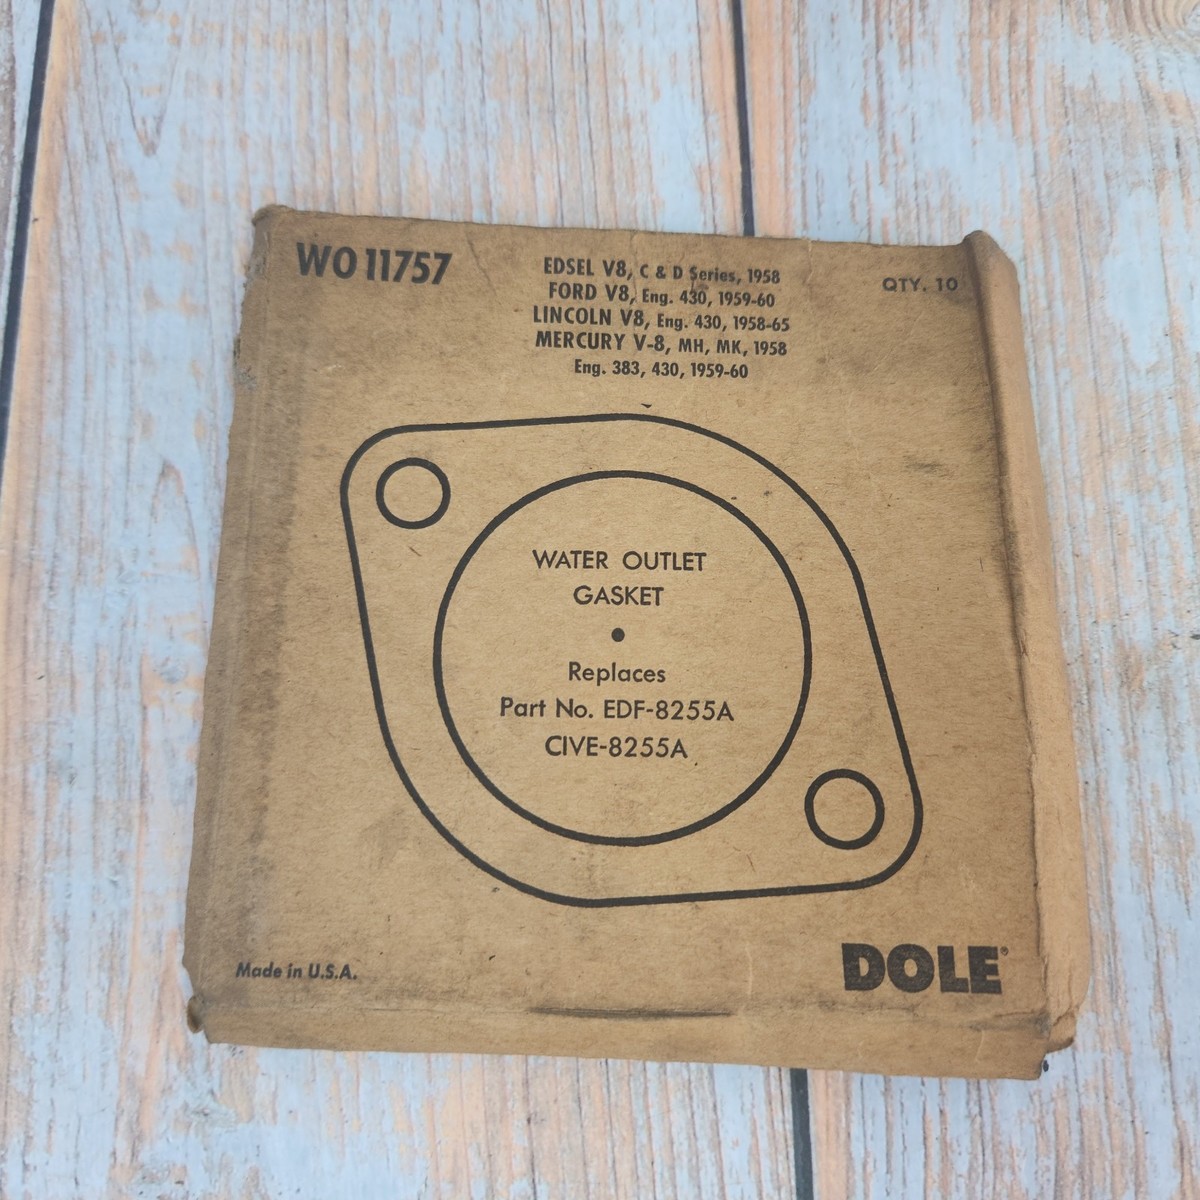 WO 11757
EDSEL V8, C & D Series, 1958
FORD V8, Eng. 430, 1959-60
LINCOLN V8, Eng. 430, 1958-65
MERCURY V-8, MH, MK, 1958
Eng. 383, 430, 1959-60
QTY. 10
WATER OUTLET
GASKET
•
Replaces
Part No. EDF-8255A
CIVE-8255A
Made in U.S.A.
DOLE®